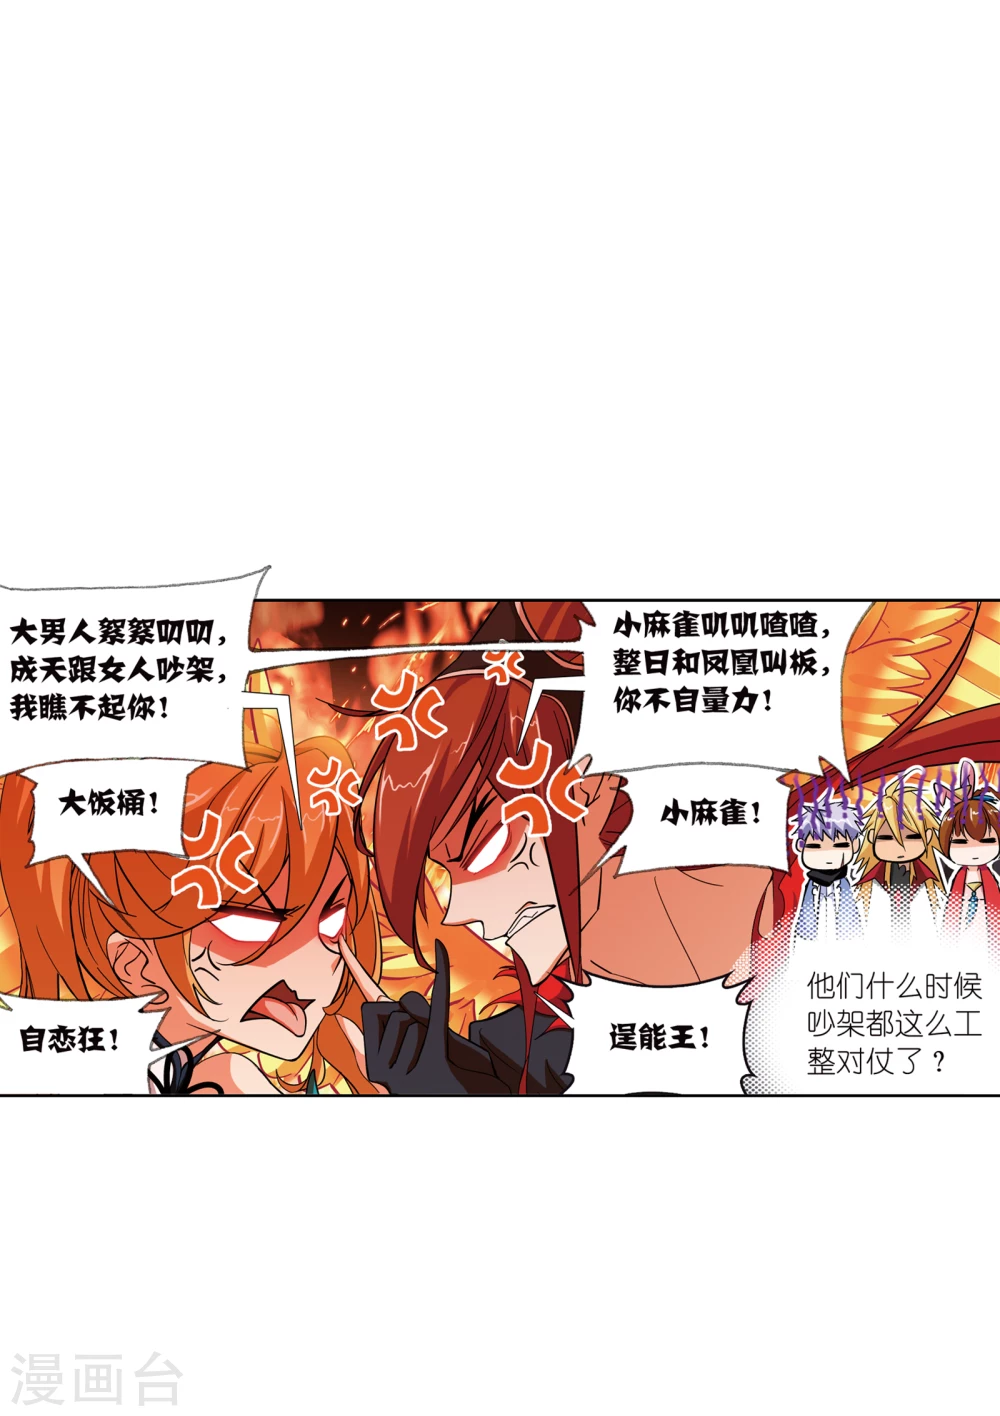 大男人絮絮叨叨，
成天跟女人吵架，
我瞧不起你！
小麻雀叽叽喳喳，
整日和凤凰叫板，
你不自量力！
大饭桶！
小麻雀！
自恋狂！
逞能王！
他们什么时候
吵架都这么工
整对仗了？
漫画台